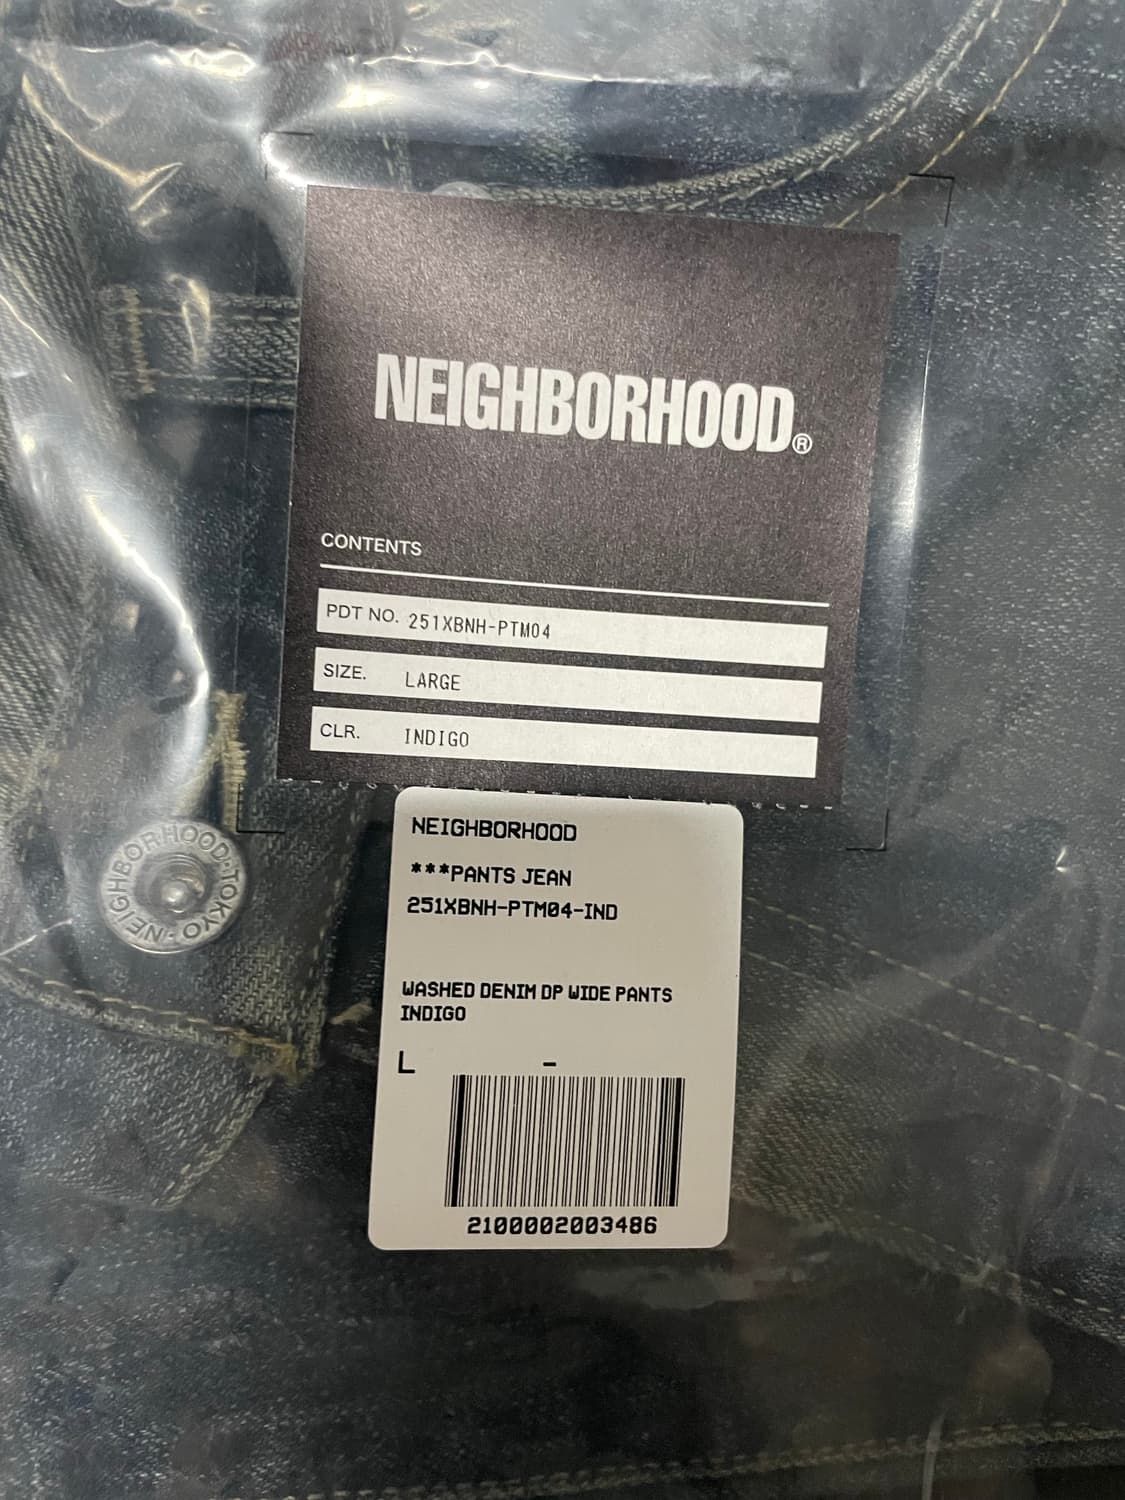 NEIGHBORHOOD®
CONTENTS
PDT NO. 251XBNH-PTM04
SIZE. LARGE
CLR. INDIGO
NEIGHBORHOOD
***PANTS JEAN
251XBNH-PTM04-IND
WASHED DENIM DP WIDE PANTS
INDIGO
L -
2100002003486
NEIGHBORHOOD·TOKYO·